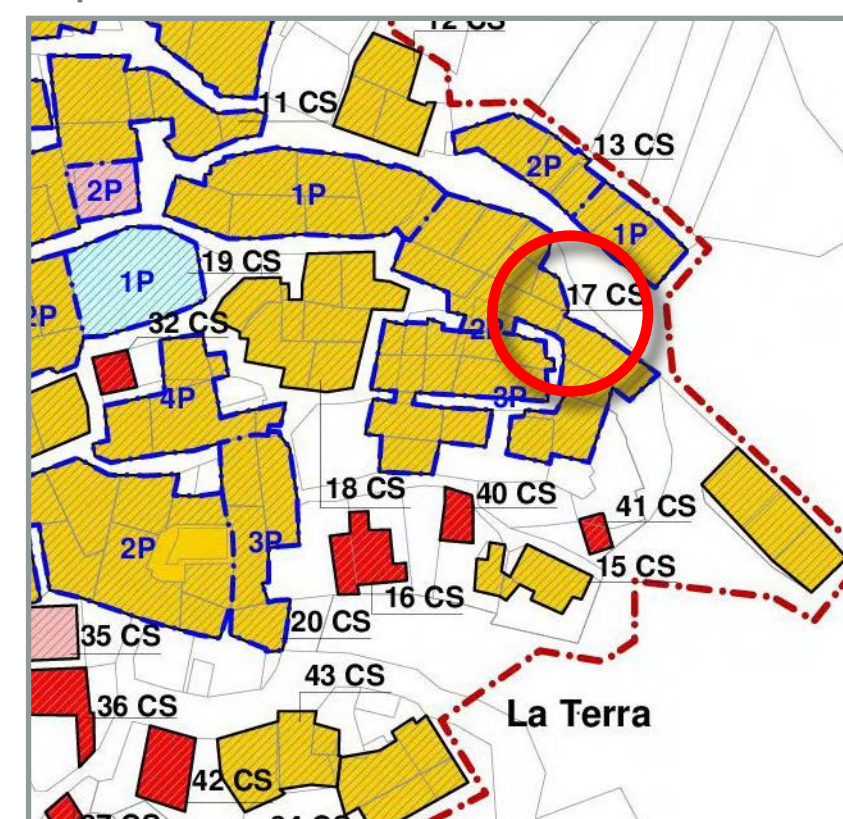 12 CS
11 CS
13 CS
2P
2P
1P
1P
19 CS
1P
17 CS
2P
32 CS
2P
4P
3P
18 CS
40 CS
41 CS
2P
3P
15 CS
16 CS
20 CS
35 CS
43 CS
36 CS
La Terra
42 CS